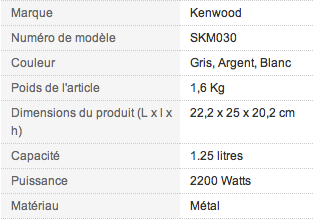 Marque Kenwood
Numéro de modèle SKM030
Couleur Gris, Argent, Blanc
Poids de l'article 1,6 Kg
Dimensions du produit (L x l x 22,2 x 25 x 20,2 cm
h)
Capacité 1.25 litres
Puissance 2200 Watts
Matériau Métal